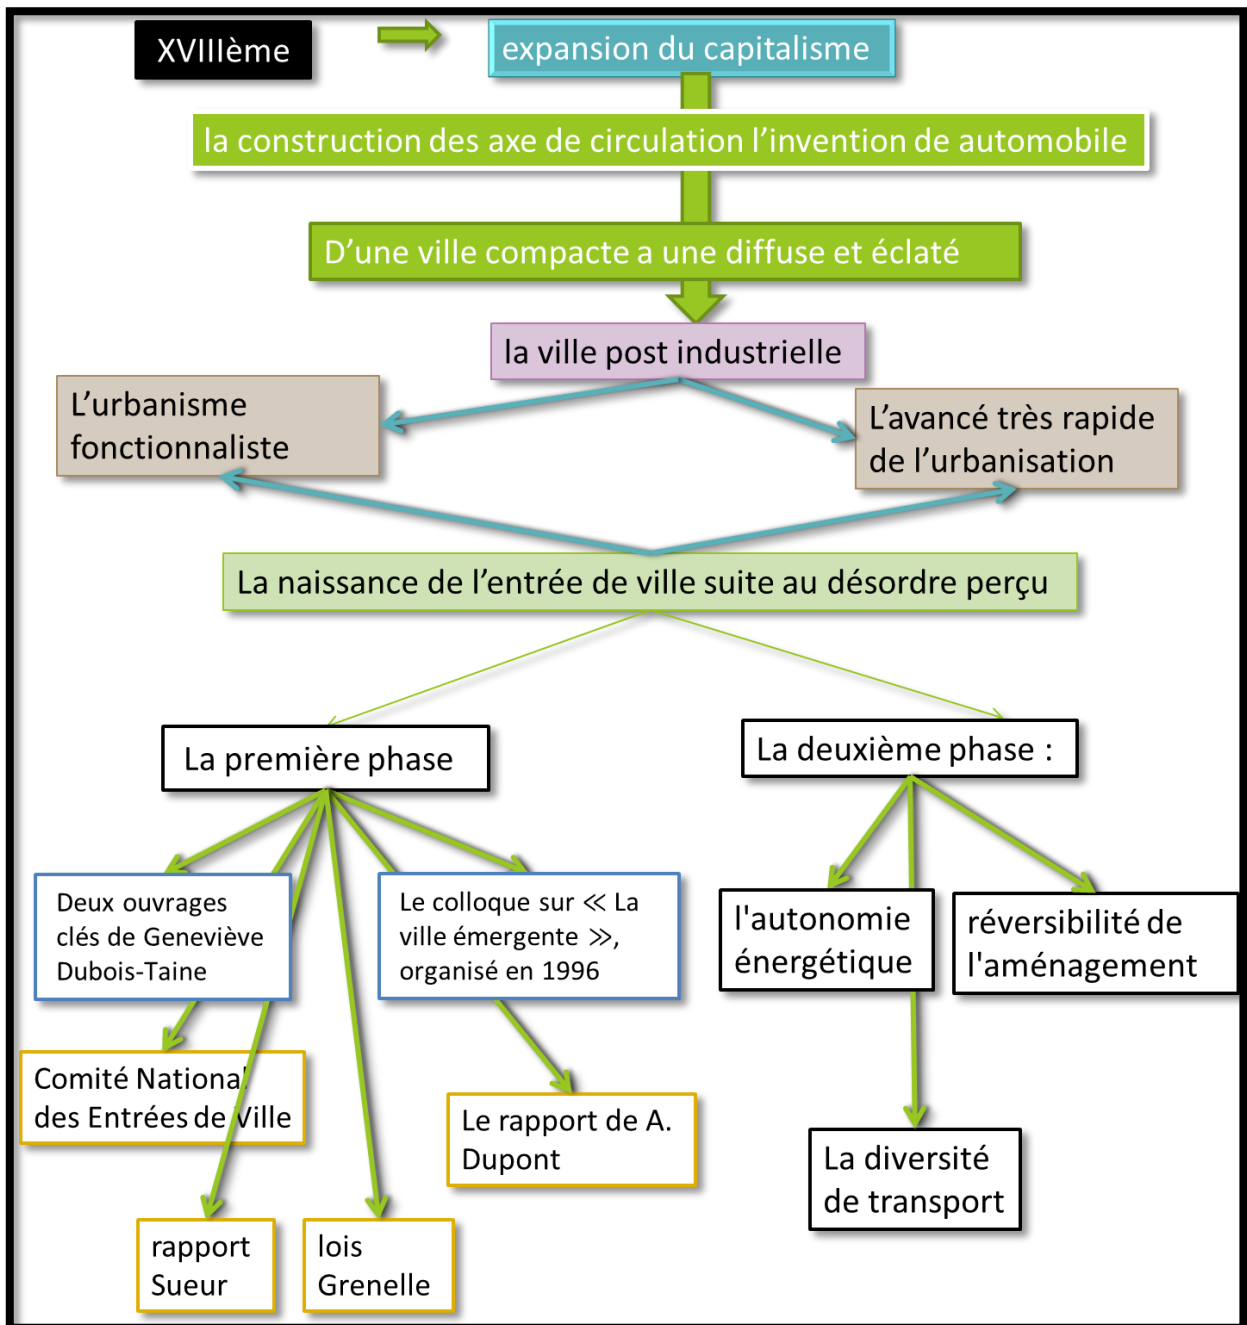 XVIIIème
expansion du capitalisme
la construction des axe de circulation l’invention de automobile
D’une ville compacte a une diffuse et éclaté
la ville post industrielle
L’urbanisme
fonctionnaliste
L’avancé très rapide
de l’urbanisation
La naissance de l’entrée de ville suite au désordre perçu
La première phase
La deuxième phase :
Deux ouvrages
clés de Geneviève
Dubois-Taine
Le colloque sur ≪ La
ville émergente ≫,
organisé en 1996
l'autonomie
énergétique
réversibilité de
l'aménagement
Comité National
des Entrées de Ville
Le rapport de A.
Dupont
La diversité
de transport
rapport
Sueur
lois
Grenelle